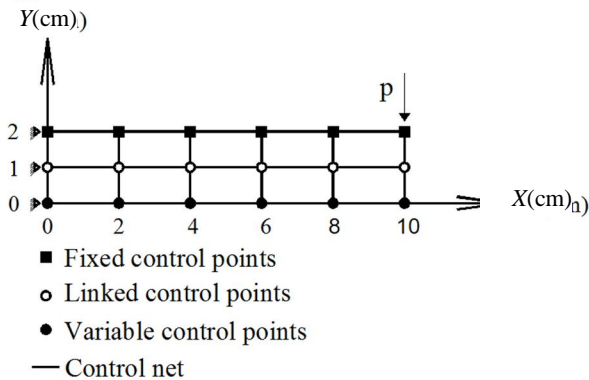 Y(cm))
p
2
1
0
0 2 4 6 8 10
X(cm)n)
Fixed control points
Linked control points
Variable control points
Control net